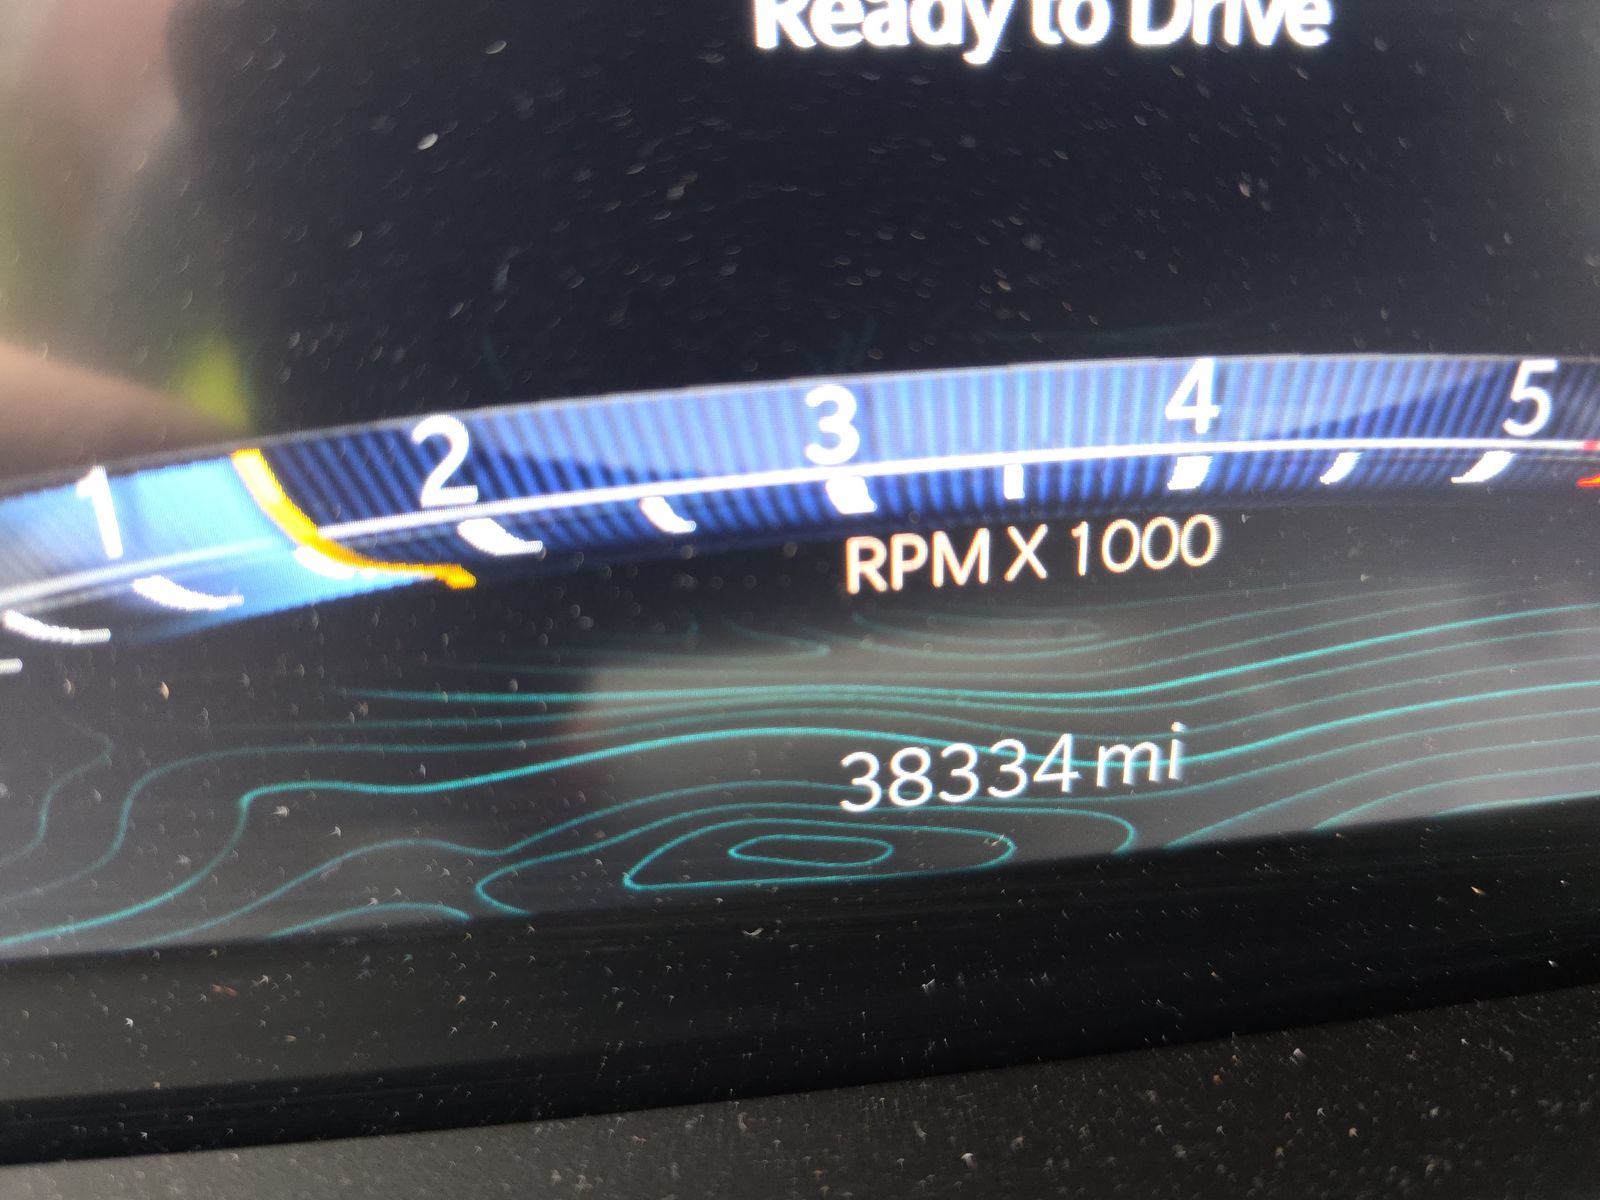 Ready to Drive
1 2 3 4 5
RPM X 1000
38334 mi